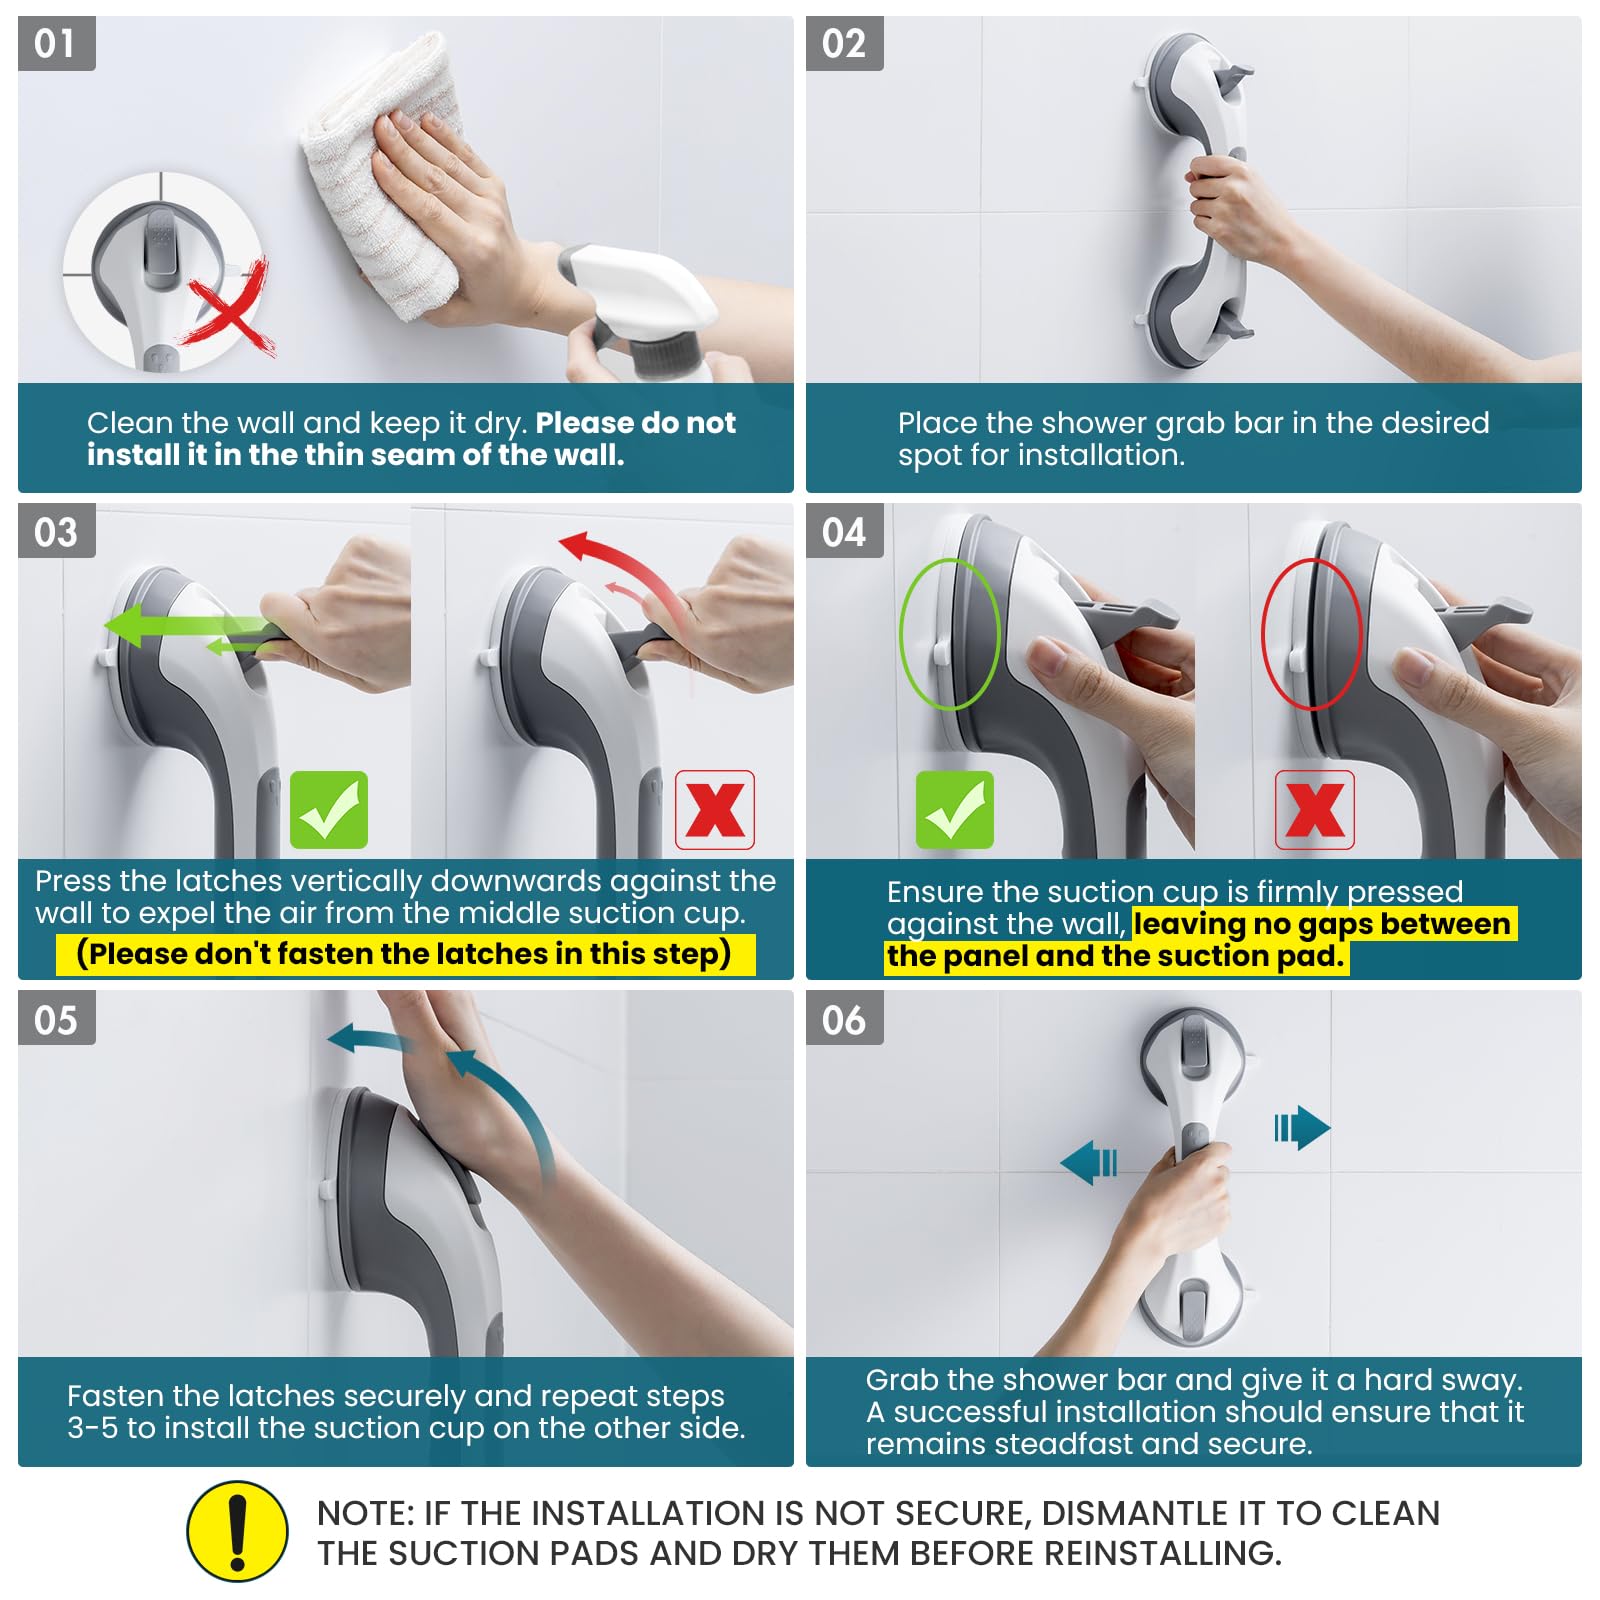 01
Clean the wall and keep it dry. Please do not
install it in the thin seam of the wall.
02
Place the shower grab bar in the desired
spot for installation.
03
Press the latches vertically downwards against the
wall to expel the air from the middle suction cup.
(Please don't fasten the latches in this step)
04
Ensure the suction cup is firmly pressed
against the wall, leaving no gaps between
the panel and the suction pad.
05
Fasten the latches securely and repeat steps
3-5 to install the suction cup on the other side.
06
Grab the shower bar and give it a hard sway.
A successful installation should ensure that it
remains steadfast and secure.
NOTE: IF THE INSTALLATION IS NOT SECURE, DISMANTLE IT TO CLEAN
THE SUCTION PADS AND DRY THEM BEFORE REINSTALLING.